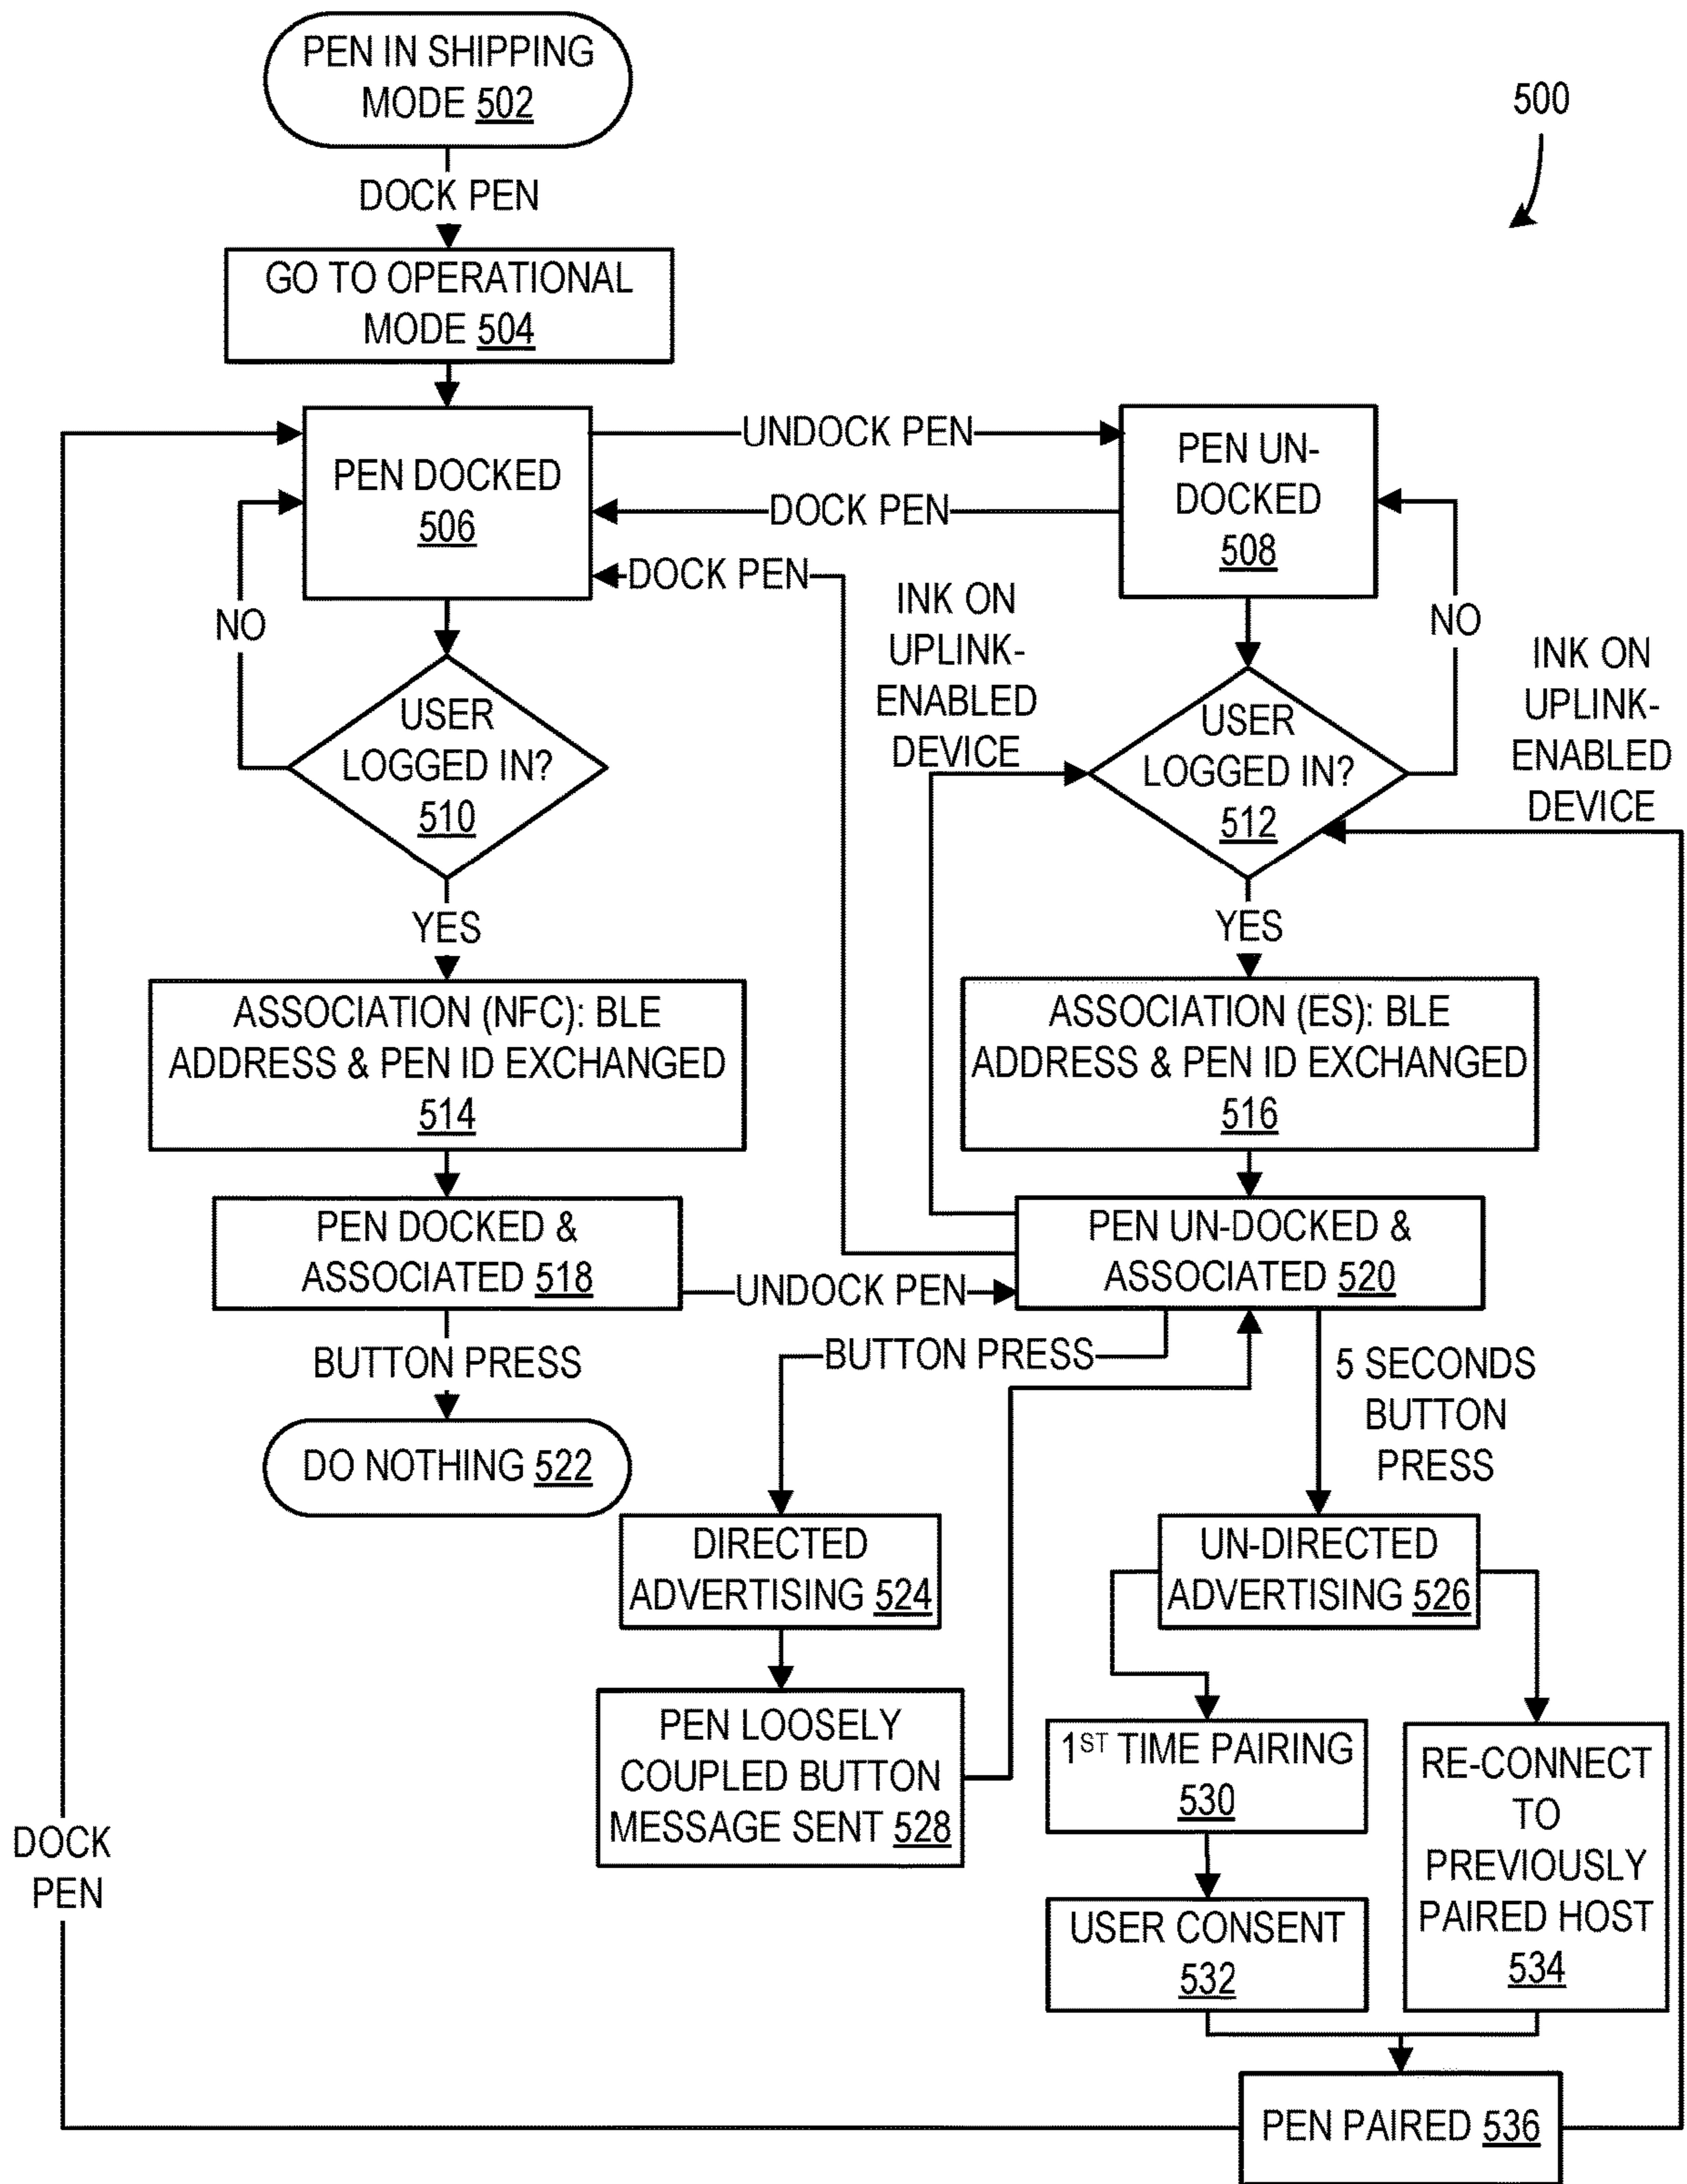 PEN IN SHIPPING
MODE 502
500
DOCK PEN
GO TO OPERATIONAL
MODE 504
UNDOCK PEN
PEN DOCKED
506
PEN UN-
DOCKED
508
DOCK PEN
DOCK PEN
NO
INK ON
UPLINK-
ENABLED
DEVICE
NO
INK ON
UPLINK-
ENABLED
DEVICE
USER
LOGGED IN?
510
USER
LOGGED IN?
512
YES
YES
ASSOCIATION (NFC): BLE
ADDRESS & PEN ID EXCHANGED
514
ASSOCIATION (ES): BLE
ADDRESS & PEN ID EXCHANGED
516
PEN DOCKED &
ASSOCIATED 518
UNDOCK PEN
PEN UN-DOCKED &
ASSOCIATED 520
BUTTON PRESS
BUTTON PRESS
5 SECONDS
BUTTON
PRESS
DO NOTHING 522
DIRECTED
ADVERTISING 524
UN-DIRECTED
ADVERTISING 526
PEN LOOSELY
COUPLED BUTTON
MESSAGE SENT 528
1ST TIME PAIRING
530
RE-CONNECT
TO
PREVIOUSLY
PAIRED HOST
534
DOCK
PEN
USER CONSENT
532
PEN PAIRED 536